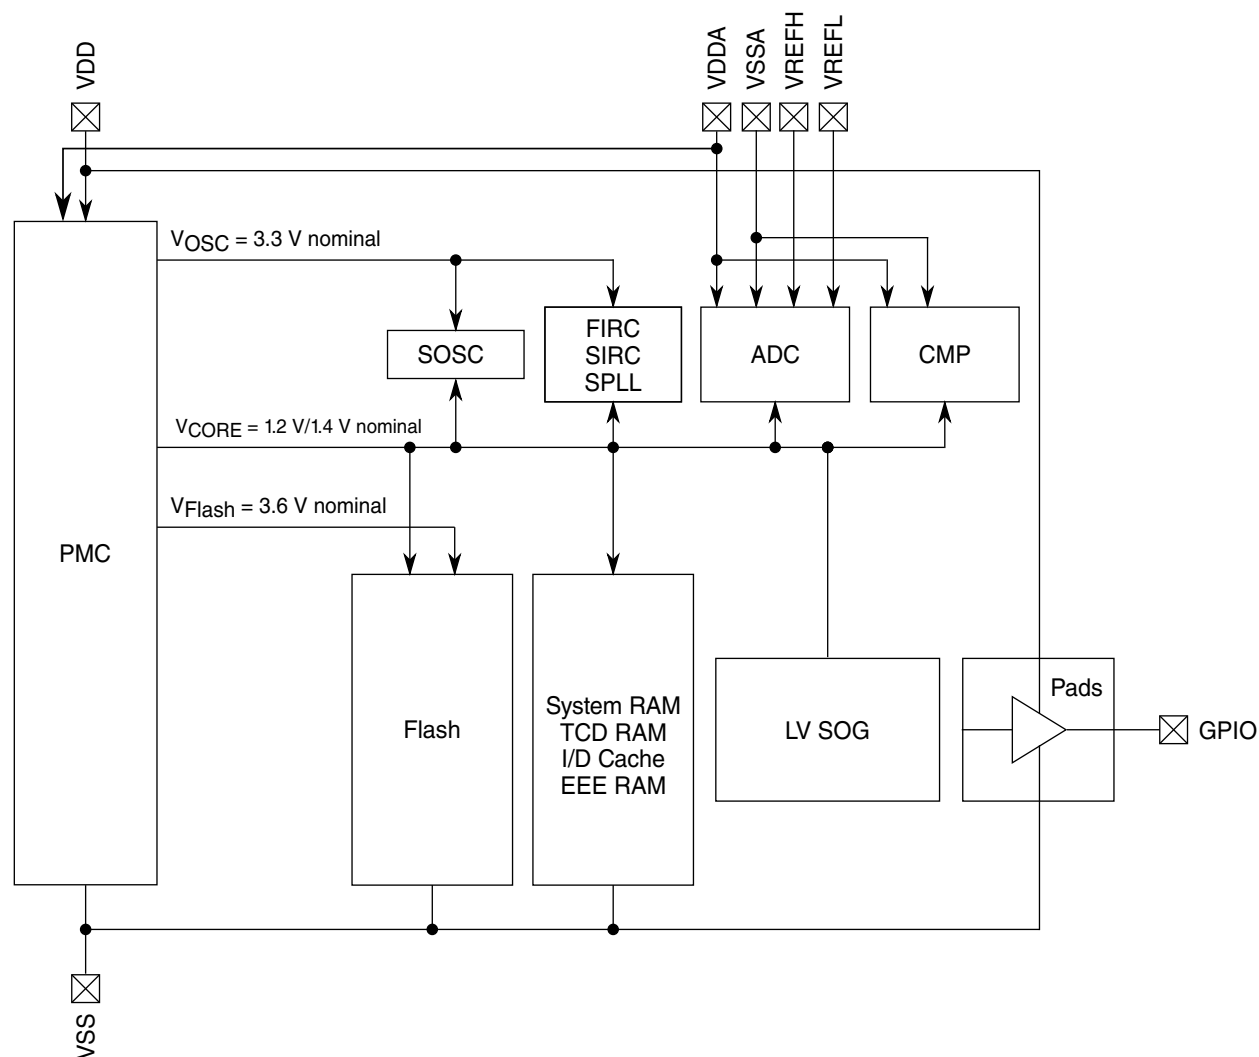 VDD
VDDA
VSSA
VREFH
VREFL
VOSC = 3.3 V nominal
FIRC
SIRC
SPLL
SOSC
ADC
CMP
VCORE = 1.2 V/1.4 V nominal
VFlash = 3.6 V nominal
PMC
Flash
System RAM
TCD RAM
I/D Cache
EEE RAM
LV SOG
Pads
GPIO
VSS